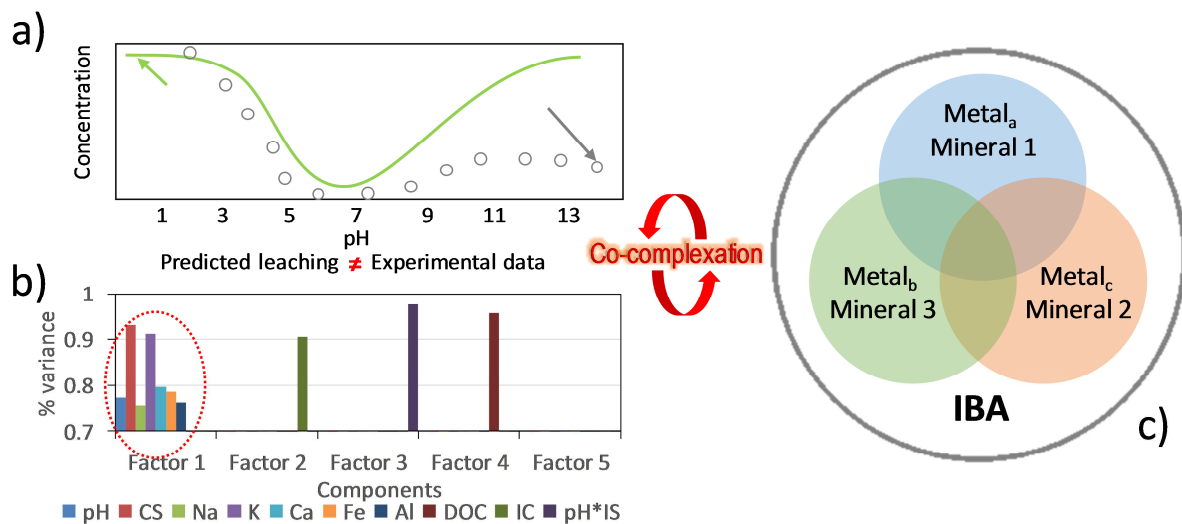 a)
Concentration
1 3 5 7 9 11 13
pH
Predicted leaching ≠ Experimental data
b)
% variance
1
0.9
0.8
0.7
Factor 1 Factor 2 Factor 3 Factor 4 Factor 5
Components
pH CS Na K Ca Fe Al DOC IC pH*IS
Co-complexation
Metala
Mineral 1
Metalb
Mineral 3
Metalc
Mineral 2
IBA
c)